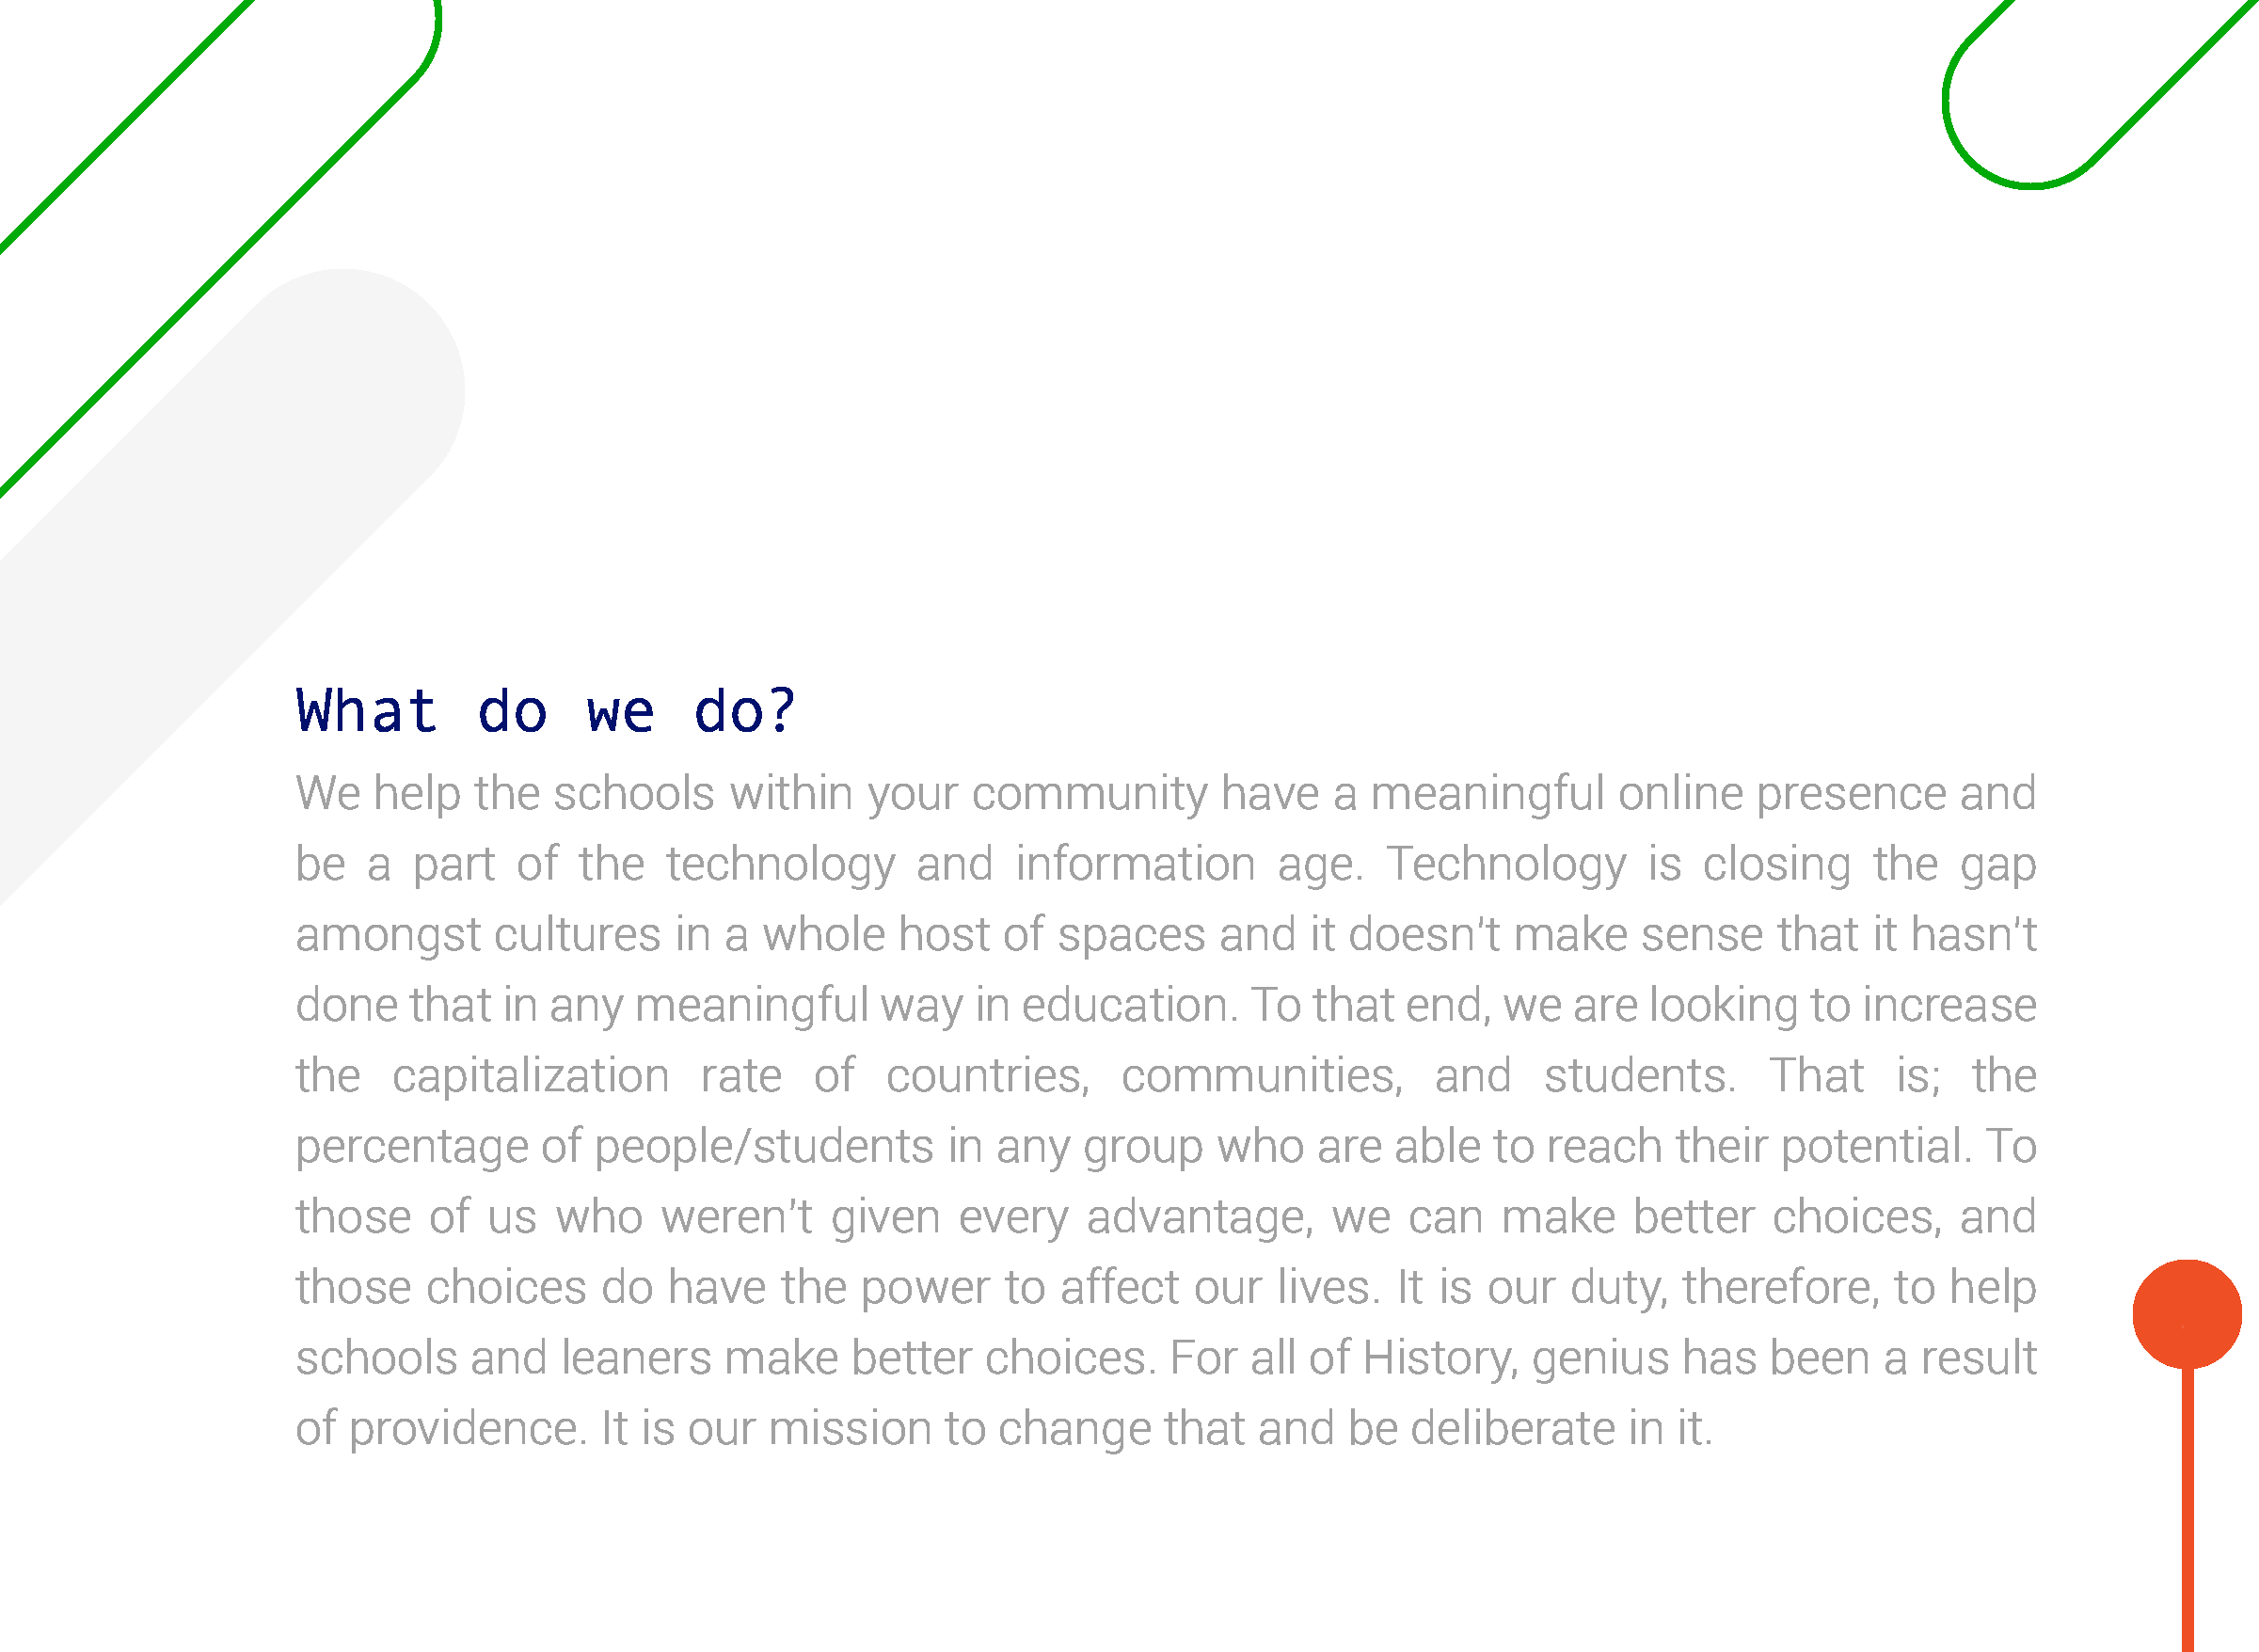 What do we do?
We help the schools within your community have a meaningful online presence and
be a part of the technology and information age. Technology is closing the gap
amongst cultures in a whole host of spaces and it doesn't make sense that it hasn't
done that in any meaningful way in education. To that end, we are looking to increase
the capitalization rate of countries, communities, and students. That is; the
percentage of people/students in any group who are able to reach their potential. To
those of us who weren't given every advantage, we can make better choices, and
those choices do have the power to affect our lives. It is our duty, therefore, to help
schools and leaners make better choices. For all of History, genius has been a result
of providence. It is our mission to change that and be deliberate in it.